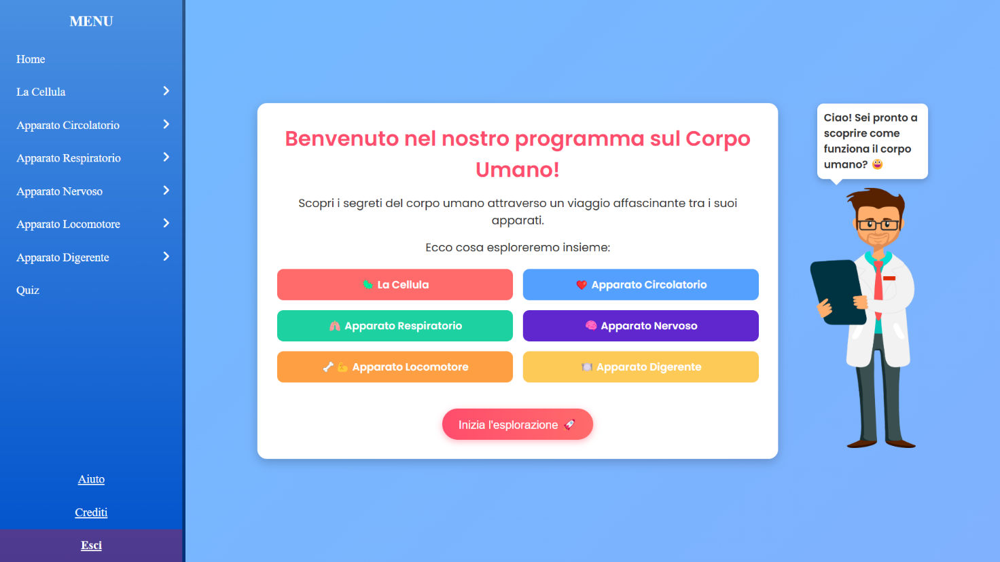 MENU
Home
La Cellula
Apparato Circolatorio
Apparato Respiratorio
Apparato Nervoso
Apparato Locomotore
Apparato Digerente
Quiz
Aiuto
Crediti
Esci
Benvenuto nel nostro programma sul Corpo
Umano!
Scopri i segreti del corpo umano attraverso un viaggio affascinante tra i suoi
apparati.
Ecco cosa esploreremo insieme:
La Cellula
Apparato Circolatorio
Apparato Respiratorio
Apparato Nervoso
Apparato Locomotore
Apparato Digerente
Inizia l'esplorazione 🚀
Ciao! Sei pronto a
scoprire come
funziona il corpo
umano? 😀